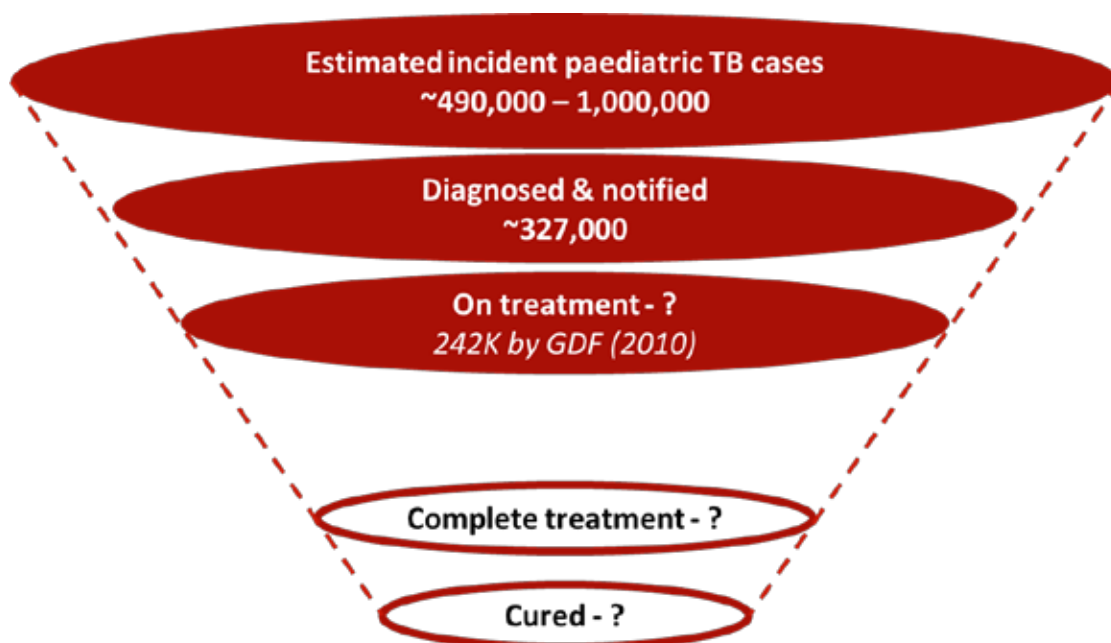 Estimated incident paediatric TB cases
~490,000 – 1,000,000
Diagnosed & notified
~327,000
On treatment - ?
242K by GDF (2010)
Complete treatment - ?
Cured - ?